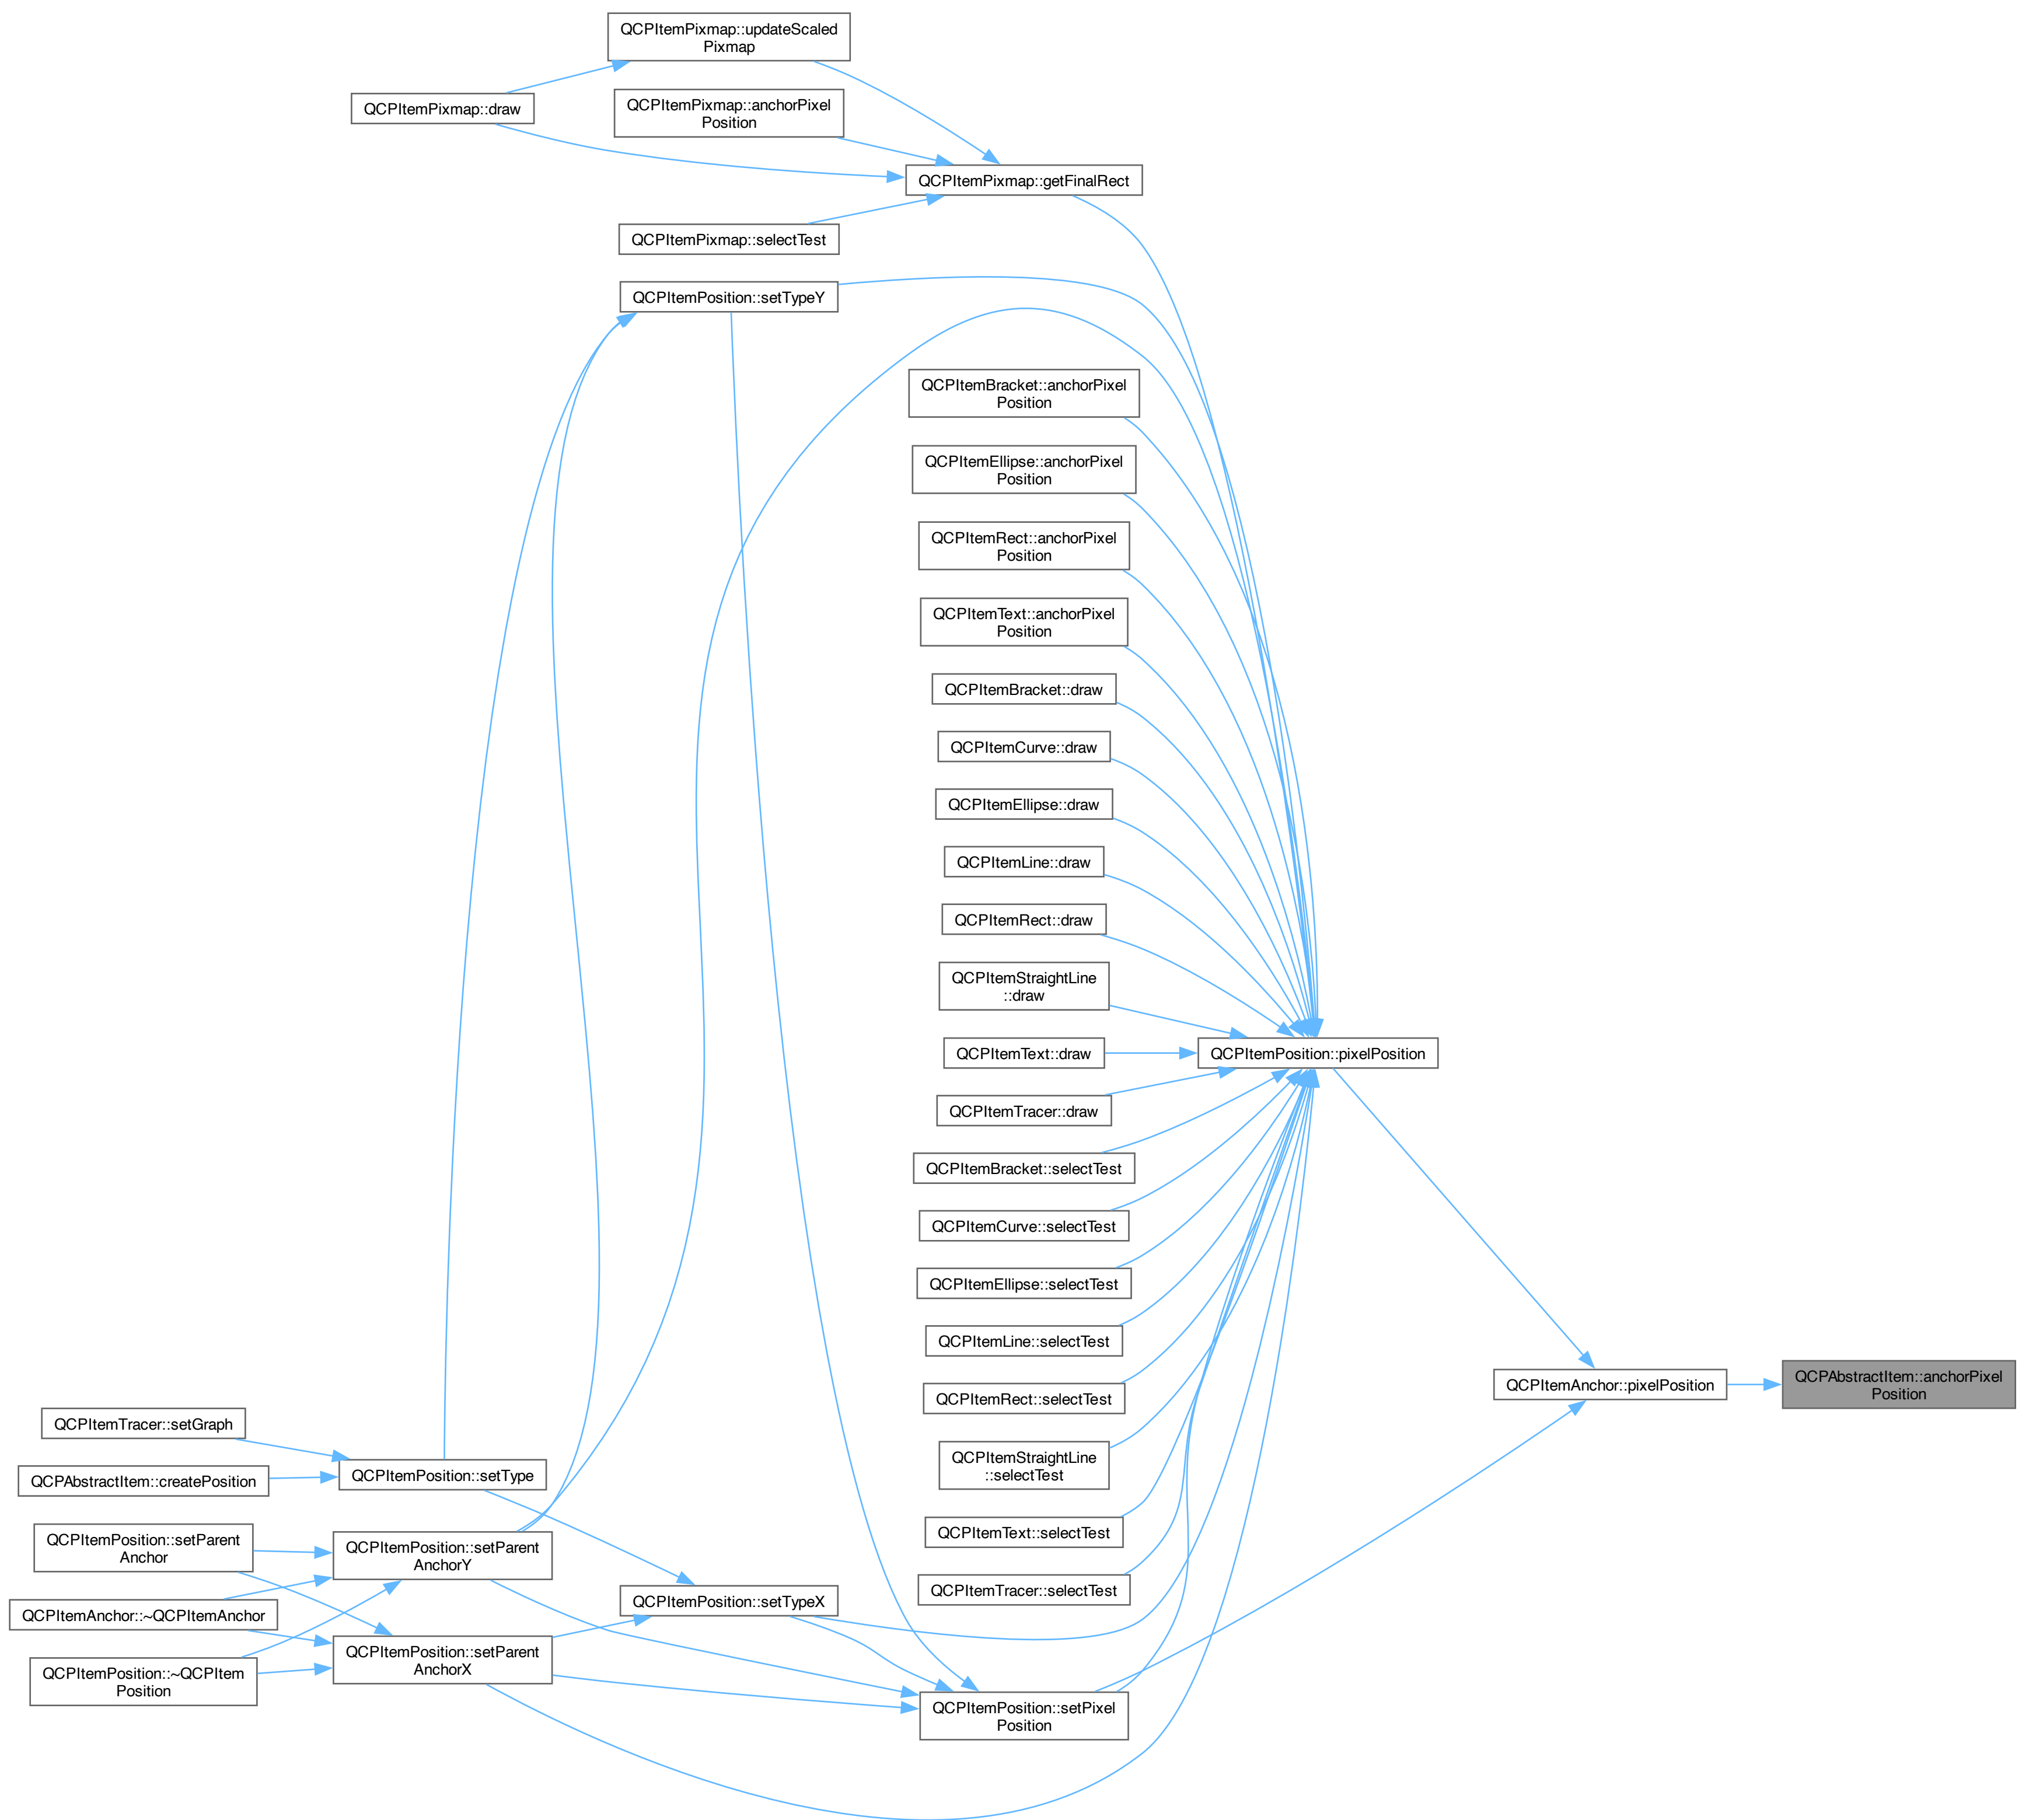 QCPItemPixmap::updateScaled
Pixmap
QCPItemPixmap::draw
QCPItemPixmap::anchorPixel
Position
QCPItemPixmap::getFinalRect
QCPItemPixmap::selectTest
QCPItemPosition::setTypeY
QCPItemBracket::anchorPixel
Position
QCPItemEllipse::anchorPixel
Position
QCPItemRect::anchorPixel
Position
QCPItemText::anchorPixel
Position
QCPItemBracket::draw
QCPItemCurve::draw
QCPItemEllipse::draw
QCPItemLine::draw
QCPItemRect::draw
QCPItemStraightLine
::draw
QCPItemText::draw
QCPItemPosition::pixelPosition
QCPItemTracer::draw
QCPItemBracket::selectTest
QCPItemCurve::selectTest
QCPItemEllipse::selectTest
QCPItemLine::selectTest
QCPItemRect::selectTest
QCPItemAnchor::pixelPosition
QCPAbstractItem::anchorPixel
Position
QCPItemTracer::setGraph
QCPItemStraightLine
::selectTest
QCPAbstractItem::createPosition
QCPItemPosition::setType
QCPItemPosition::setParent
Anchor
QCPItemPosition::setParent
AnchorY
QCPItemText::selectTest
QCPItemTracer::selectTest
QCPItemAnchor::~QCPItemAnchor
QCPItemPosition::setTypeX
QCPItemPosition::~QCPItem
Position
QCPItemPosition::setParent
AnchorX
QCPItemPosition::setPixel
Position